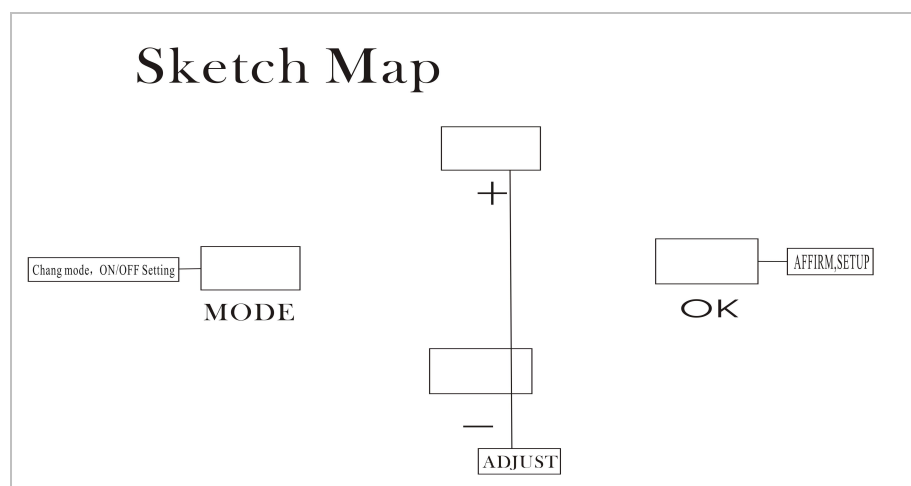 Sketch Map
+
Chang mode, ON/OFF Setting
MODE
AFFIRM,SETUP
OK
—
ADJUST